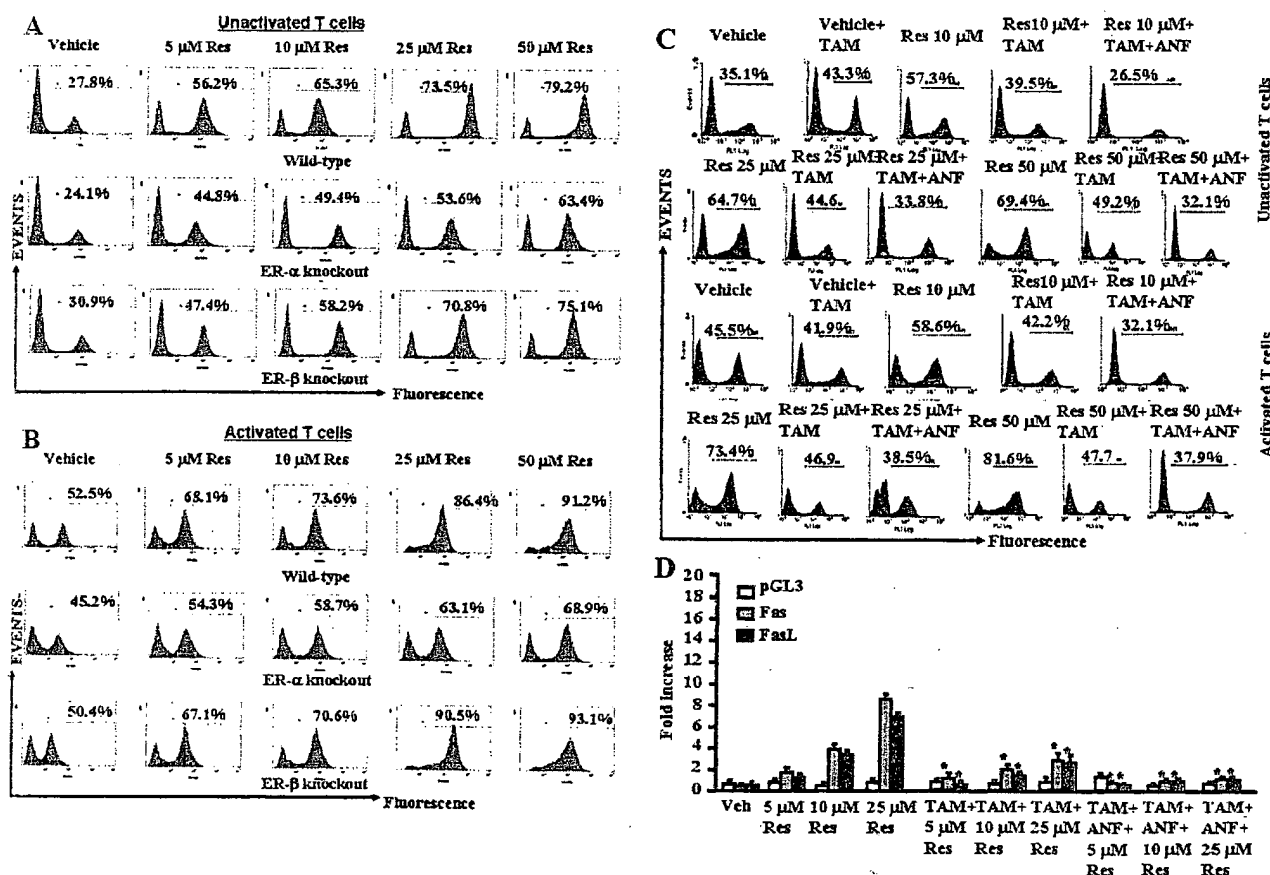 A
Unactivated T cells
Vehicle 5 µM Res 10 µM Res 25 µM Res 50 µM Res
27.8% 56.2% 65.3% 73.5% 79.2%
Wild-type
24.1% 44.8% 49.4% 53.6% 63.4%
ER-α knockout
30.9% 47.4% 58.2% 70.8% 75.1%
ER-β knockout
EVENTS
Fluorescence
B
Activated T cells
Vehicle 5 µM Res 10 µM Res 25 µM Res 50 µM Res
52.5% 68.1% 73.6% 86.4% 91.2%
Wild-type
45.2% 54.3% 58.7% 63.1% 68.9%
ER-α knockout
50.4% 67.1% 70.6% 90.5% 93.1%
ER-β knockout
EVENTS
Fluorescence
C
Vehicle Vehicle+ TAM Res 10 µM Res10 µM+ TAM Res 10 µM+ TAM+ANF
35.1% 43.3% 57.3% 39.5% 26.5%
Res 25 µM Res 25 µM+ TAM Res 25 µM+ TAM+ANF Res 50 µM Res 50 µM+ TAM Res 50 µM+ TAM+ANF
64.7% 44.6 33.8% 69.4% 49.2% 32.1%
Unactivated T cells
Vehicle Vehicle+ TAM Res 10 µM Res10 µM+ TAM Res 10 µM+ TAM+ANF
45.5% 41.9% 58.6% 42.2% 32.1%
Res 25 µM Res 25 µM+ TAM Res 25 µM+ TAM+ANF Res 50 µM Res 50 µM+ TAM Res 50 µM+ TAM+ANF
73.4% 46.9 38.5% 81.6% 47.7 37.9%
Activated T cells
EVENTS
Fluorescence
D
pGL3
Fas
FasL
Fold Increase
20
18
16
14
12
10
8
6
4
2
0
Veh 5 µM 10 µM 25 µM TAM+ TAM+ TAM+ TAM+ TAM+ TAM+
Res Res Res 5 µM 10 µM 25 µM ANF+ ANF+ ANF+
Res Res Res 5 µM 10 µM 25 µM
Res Res Res